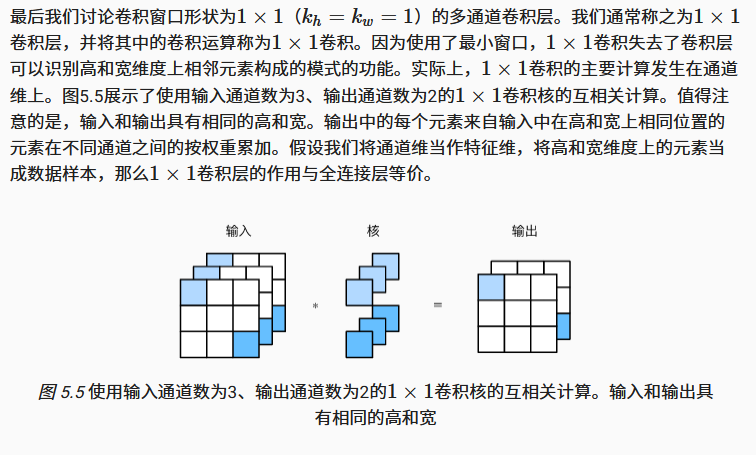 最后我们讨论卷积窗口形状为1 × 1（kh = kw = 1）的多通道卷积层。我们通常称之为1 × 1
卷积层，并将其中的卷积运算称为1 × 1卷积。因为使用了最小窗口，1 × 1卷积失去了卷积层
可以识别高和宽维度上相邻元素构成的模式的功能。实际上，1 × 1卷积的主要计算发生在通道
维上。图5.5展示了使用输入通道数为3、输出通道数为2的1 × 1卷积核的互相关计算。值得注
意的是，输入和输出具有相同的高和宽。输出中的每个元素来自输入中在高和宽上相同位置的
元素在不同通道之间的按权重累加。假设我们将通道维当作特征维，将高和宽维度上的元素当
成数据样本，那么1 × 1卷积层的作用与全连接层等价。
输入 核 输出
* =
图 5.5 使用输入通道数为3、输出通道数为2的1 × 1卷积核的互相关计算。输入和输出具
有相同的高和宽